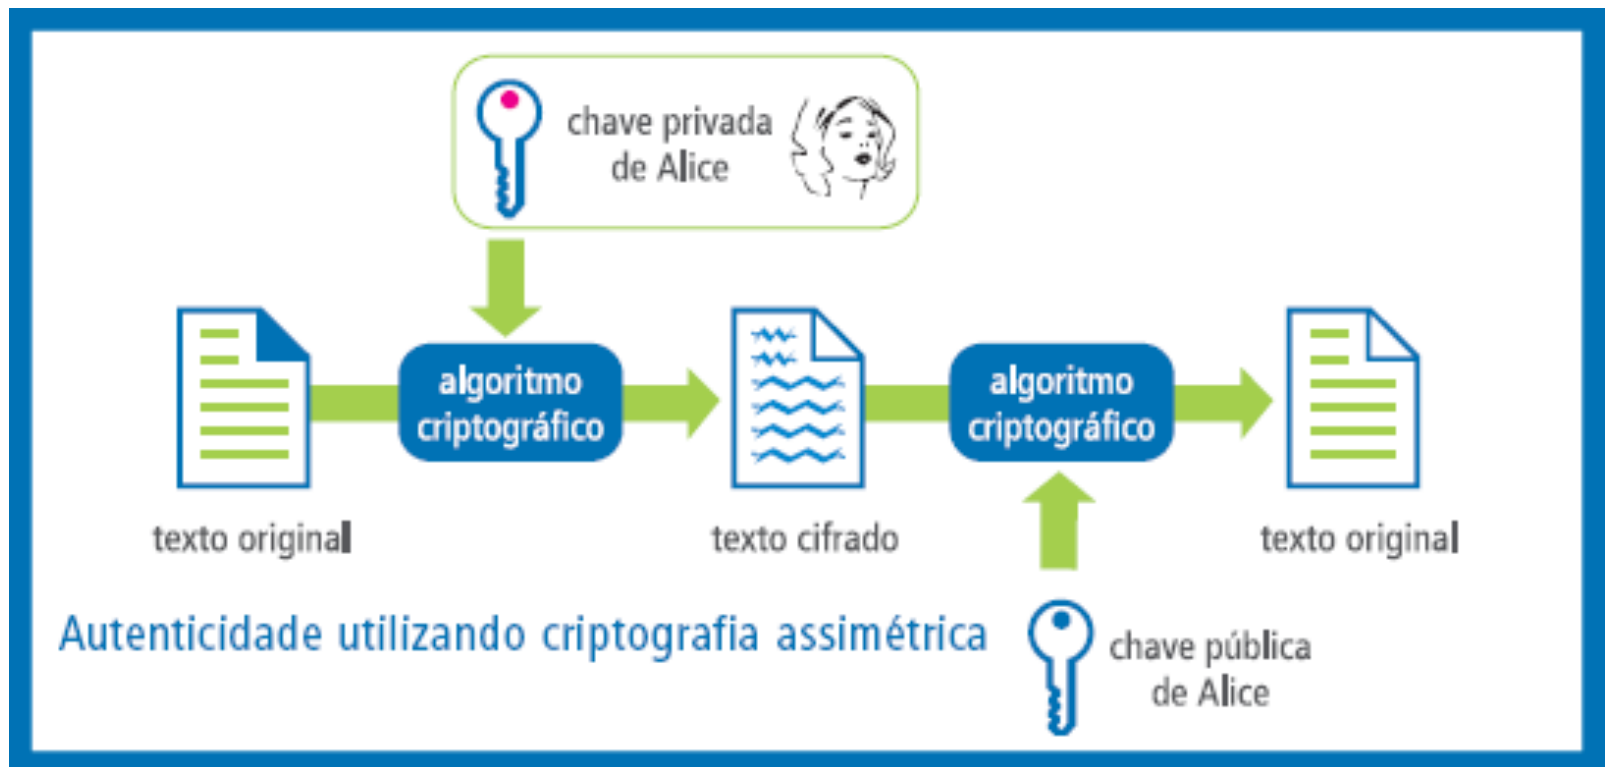 chave privada
de Alice
algoritmo
criptográfico
algoritmo
criptográfico
texto original
texto cifrado
texto original
Autenticidade utilizando criptografia assimétrica
chave pública
de Alice